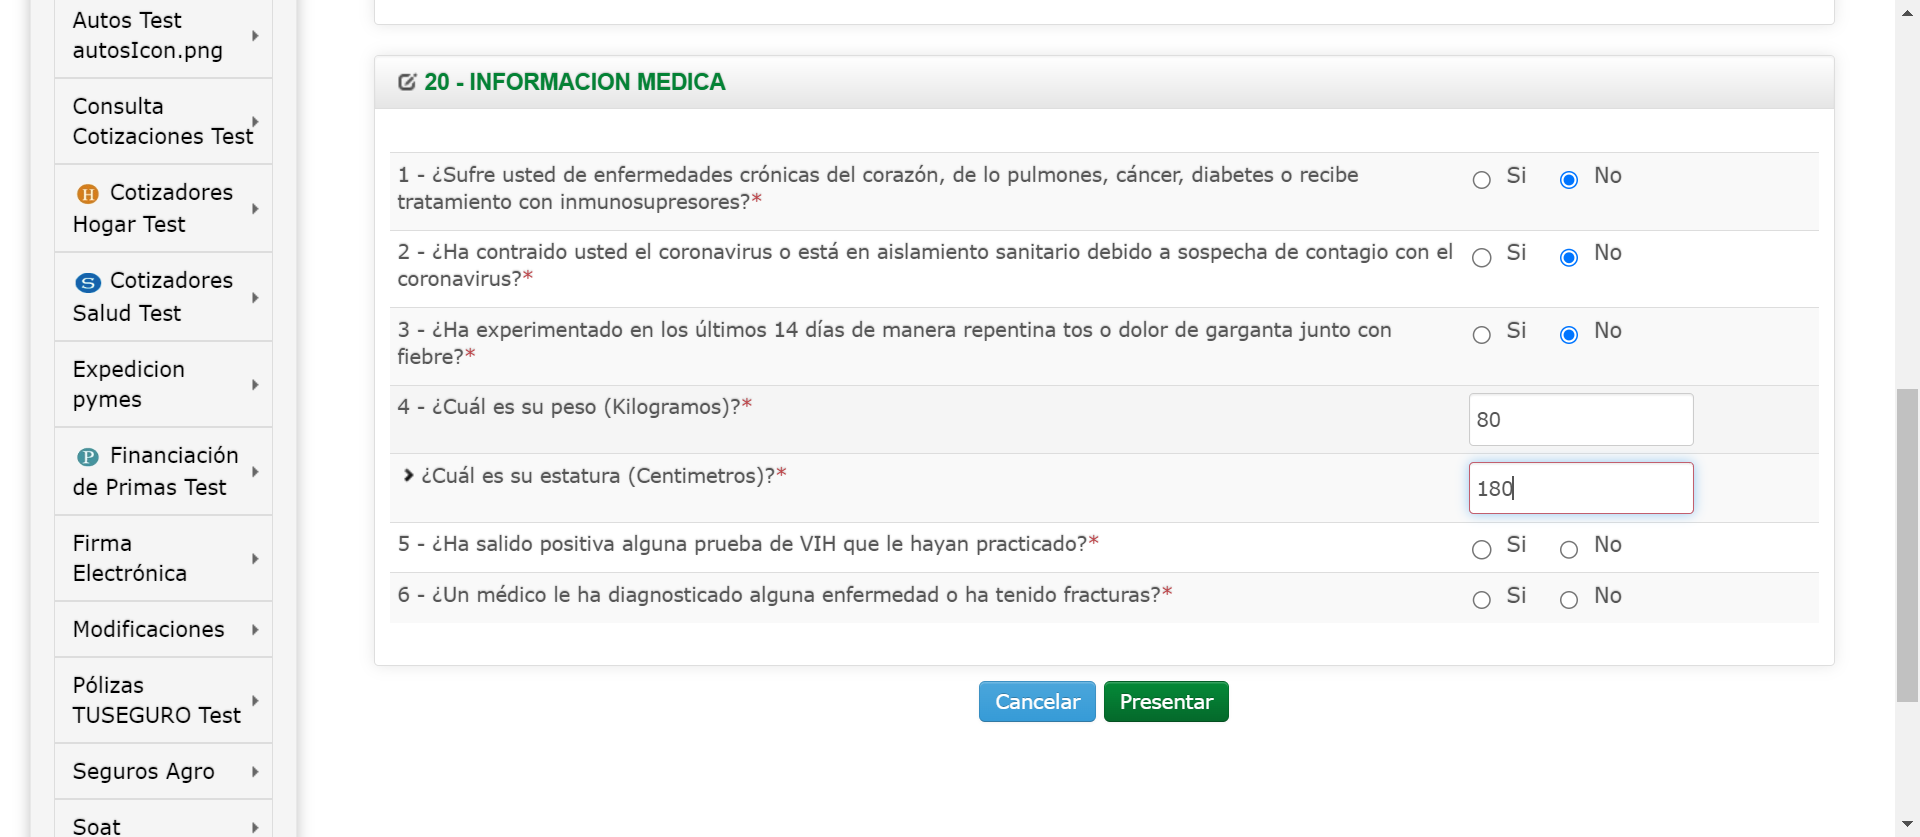 Autos Test
autosIcon.png
Consulta
Cotizaciones Test
H Cotizadores
Hogar Test
S Cotizadores
Salud Test
Expedicion
pymes
P Financiación
de Primas Test
Firma
Electrónica
Modificaciones
Pólizas
TUSEGURO Test
Seguros Agro
Soat
20 - INFORMACION MEDICA
1 - ¿Sufre usted de enfermedades crónicas del corazón, de lo pulmones, cáncer, diabetes o recibe
tratamiento con inmunosupresores?*
Si No
2 - ¿Ha contraido usted el coronavirus o está en aislamiento sanitario debido a sospecha de contagio con el
coronavirus?*
Si No
3 - ¿Ha experimentado en los últimos 14 días de manera repentina tos o dolor de garganta junto con
fiebre?*
Si No
4 - ¿Cuál es su peso (Kilogramos)?*
80
¿Cuál es su estatura (Centimetros)?*
180
5 - ¿Ha salido positiva alguna prueba de VIH que le hayan practicado?*
Si No
6 - ¿Un médico le ha diagnosticado alguna enfermedad o ha tenido fracturas?*
Si No
Cancelar Presentar